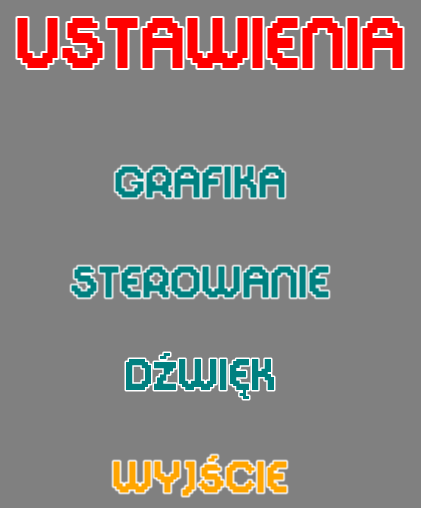 USTAWIENIA
GRAFIKA
STEROWANIE
DŹWIĘK
WYJŚCIE